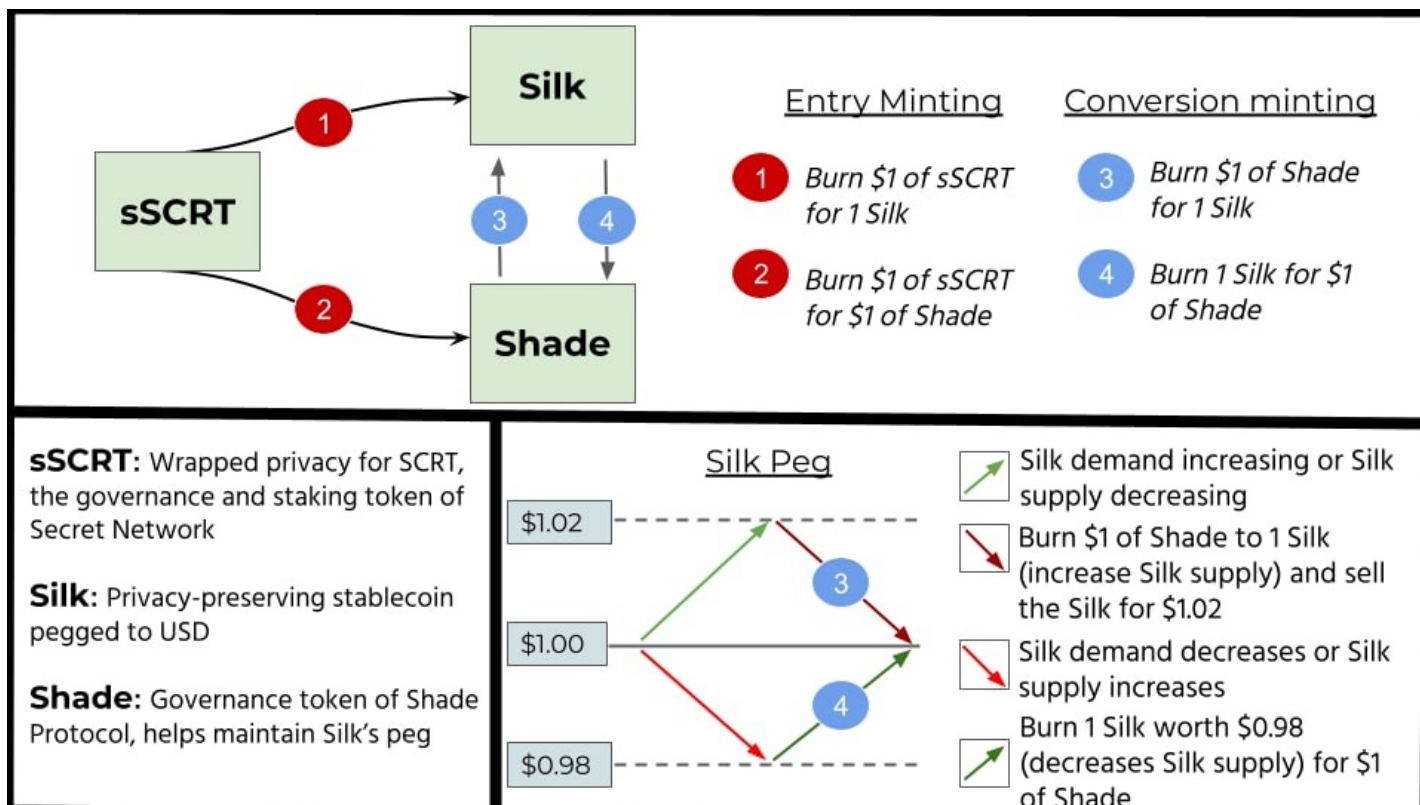 Silk
sSCRT
Shade
1
2
3
4
Entry Minting
1
Burn $1 of sSCRT
for 1 Silk
2
Burn $1 of sSCRT
for $1 of Shade
Conversion minting
3
Burn $1 of Shade
for 1 Silk
4
Burn 1 Silk for $1
of Shade
sSCRT: Wrapped privacy for SCRT,
the governance and staking token of
Secret Network
Silk: Privacy-preserving stablecoin
pegged to USD
Shade: Governance token of Shade
Protocol, helps maintain Silk's peg
Silk Peg
$1.02
$1.00
$0.98
3
4
Silk demand increasing or Silk
supply decreasing
Burn $1 of Shade to 1 Silk
(increase Silk supply) and sell
the Silk for $1.02
Silk demand decreases or Silk
supply increases
Burn 1 Silk worth $0.98
(decreases Silk supply) for $1
of Shade